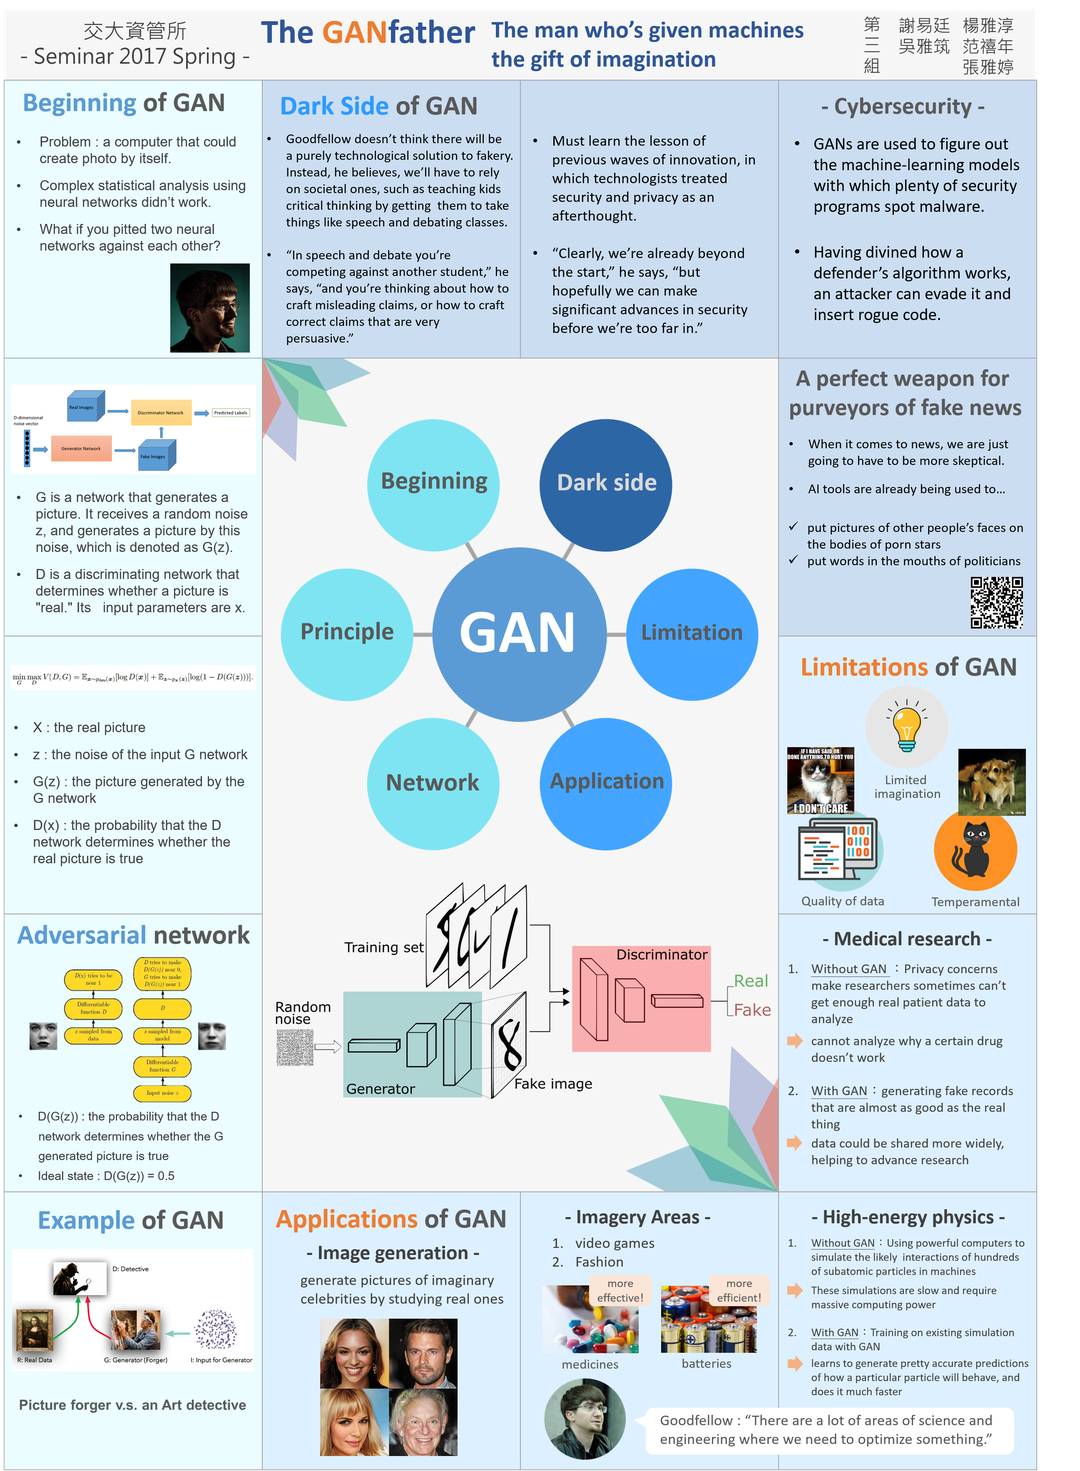 交大資管所
- Seminar 2017 Spring -
The GANfather
The man who's given machines
the gift of imagination
第三組
謝易廷 楊雅淳
吳雅筑 范禧年
張雅婷
Beginning of GAN
• Problem : a computer that could
create photo by itself.
• Complex statistical analysis using
neural networks didn't work.
• What if you pitted two neural
networks against each other?
Dark Side of GAN
• Goodfellow doesn't think there will be
a purely technological solution to fakery.
Instead, he believes, we'll have to rely
on societal ones, such as teaching kids
critical thinking by getting them to take
things like speech and debating classes.
• "In speech and debate you're
competing against another student," he
says, "and you're thinking about how to
craft misleading claims, or how to craft
correct claims that are very
persuasive."
• Must learn the lesson of
previous waves of innovation, in
which technologists treated
security and privacy as an
afterthought.
• "Clearly, we're already beyond
the start," he says, "but
hopefully we can make
significant advances in security
before we're too far in."
- Cybersecurity -
• GANs are used to figure out
the machine-learning models
with which plenty of security
programs spot malware.
• Having divined how a
defender's algorithm works,
an attacker can evade it and
insert rogue code.
D-dimensional
noise vector
Real Images
Discriminator Network
Predicted Labels
Generator Network
Fake Images
• G is a network that generates a
picture. It receives a random noise
z, and generates a picture by this
noise, which is denoted as G(z).
• D is a discriminating network that
determines whether a picture is
"real." Its input parameters are x.
Beginning
Dark side
Principle
GAN
Limitation
Network
Application
A perfect weapon for
purveyors of fake news
• When it comes to news, we are just
going to have to be more skeptical.
• AI tools are already being used to...
✓ put pictures of other people's faces on
the bodies of porn stars
✓ put words in the mouths of politicians
min max V(D, G) = 𝔼x∼pdata(x)[log D(x)] + 𝔼z∼pz(z)[log(1 − D(G(z)))].
G D
• X : the real picture
• z : the noise of the input G network
• G(z) : the picture generated by the
G network
• D(x) : the probability that the D
network determines whether the
real picture is true
Limitations of GAN
IF I HAVE SAID OR
DONE ANYTHING TO HURT YOU
I DON'T CARE
Limited
imagination
Quality of data
Temperamental
Adversarial network
D(x) tries to be
near 1
Differentiable
function D
x sampled from
data
D tries to make
D(G(z)) near 0,
G tries to make
D(G(z)) near 1
D
x sampled from
model
Differentiable
function G
Input noise z
• D(G(z)) : the probability that the D
network determines whether the G
generated picture is true
• Ideal state : D(G(z)) = 0.5
Training set
Random
noise
Generator
Fake image
Discriminator
Real
Fake
- Medical research -
1. Without GAN：Privacy concerns
make researchers sometimes can't
get enough real patient data to
analyze
cannot analyze why a certain drug
doesn't work
2. With GAN：generating fake records
that are almost as good as the real
thing
data could be shared more widely,
helping to advance research
Example of GAN
D: Detective
R: Real Data
G: Generator (Forger)
I: Input for Generator
Picture forger v.s. an Art detective
Applications of GAN
- Image generation -
generate pictures of imaginary
celebrities by studying real ones
- Imagery Areas -
1. video games
2. Fashion
more
effective!
more
efficient!
medicines
batteries
- High-energy physics -
1. Without GAN：Using powerful computers to
simulate the likely interactions of hundreds
of subatomic particles in machines
These simulations are slow and require
massive computing power
2. With GAN：Training on existing simulation
data with GAN
learns to generate pretty accurate predictions
of how a particular particle will behave, and
does it much faster
Goodfellow : "There are a lot of areas of science and
engineering where we need to optimize something."